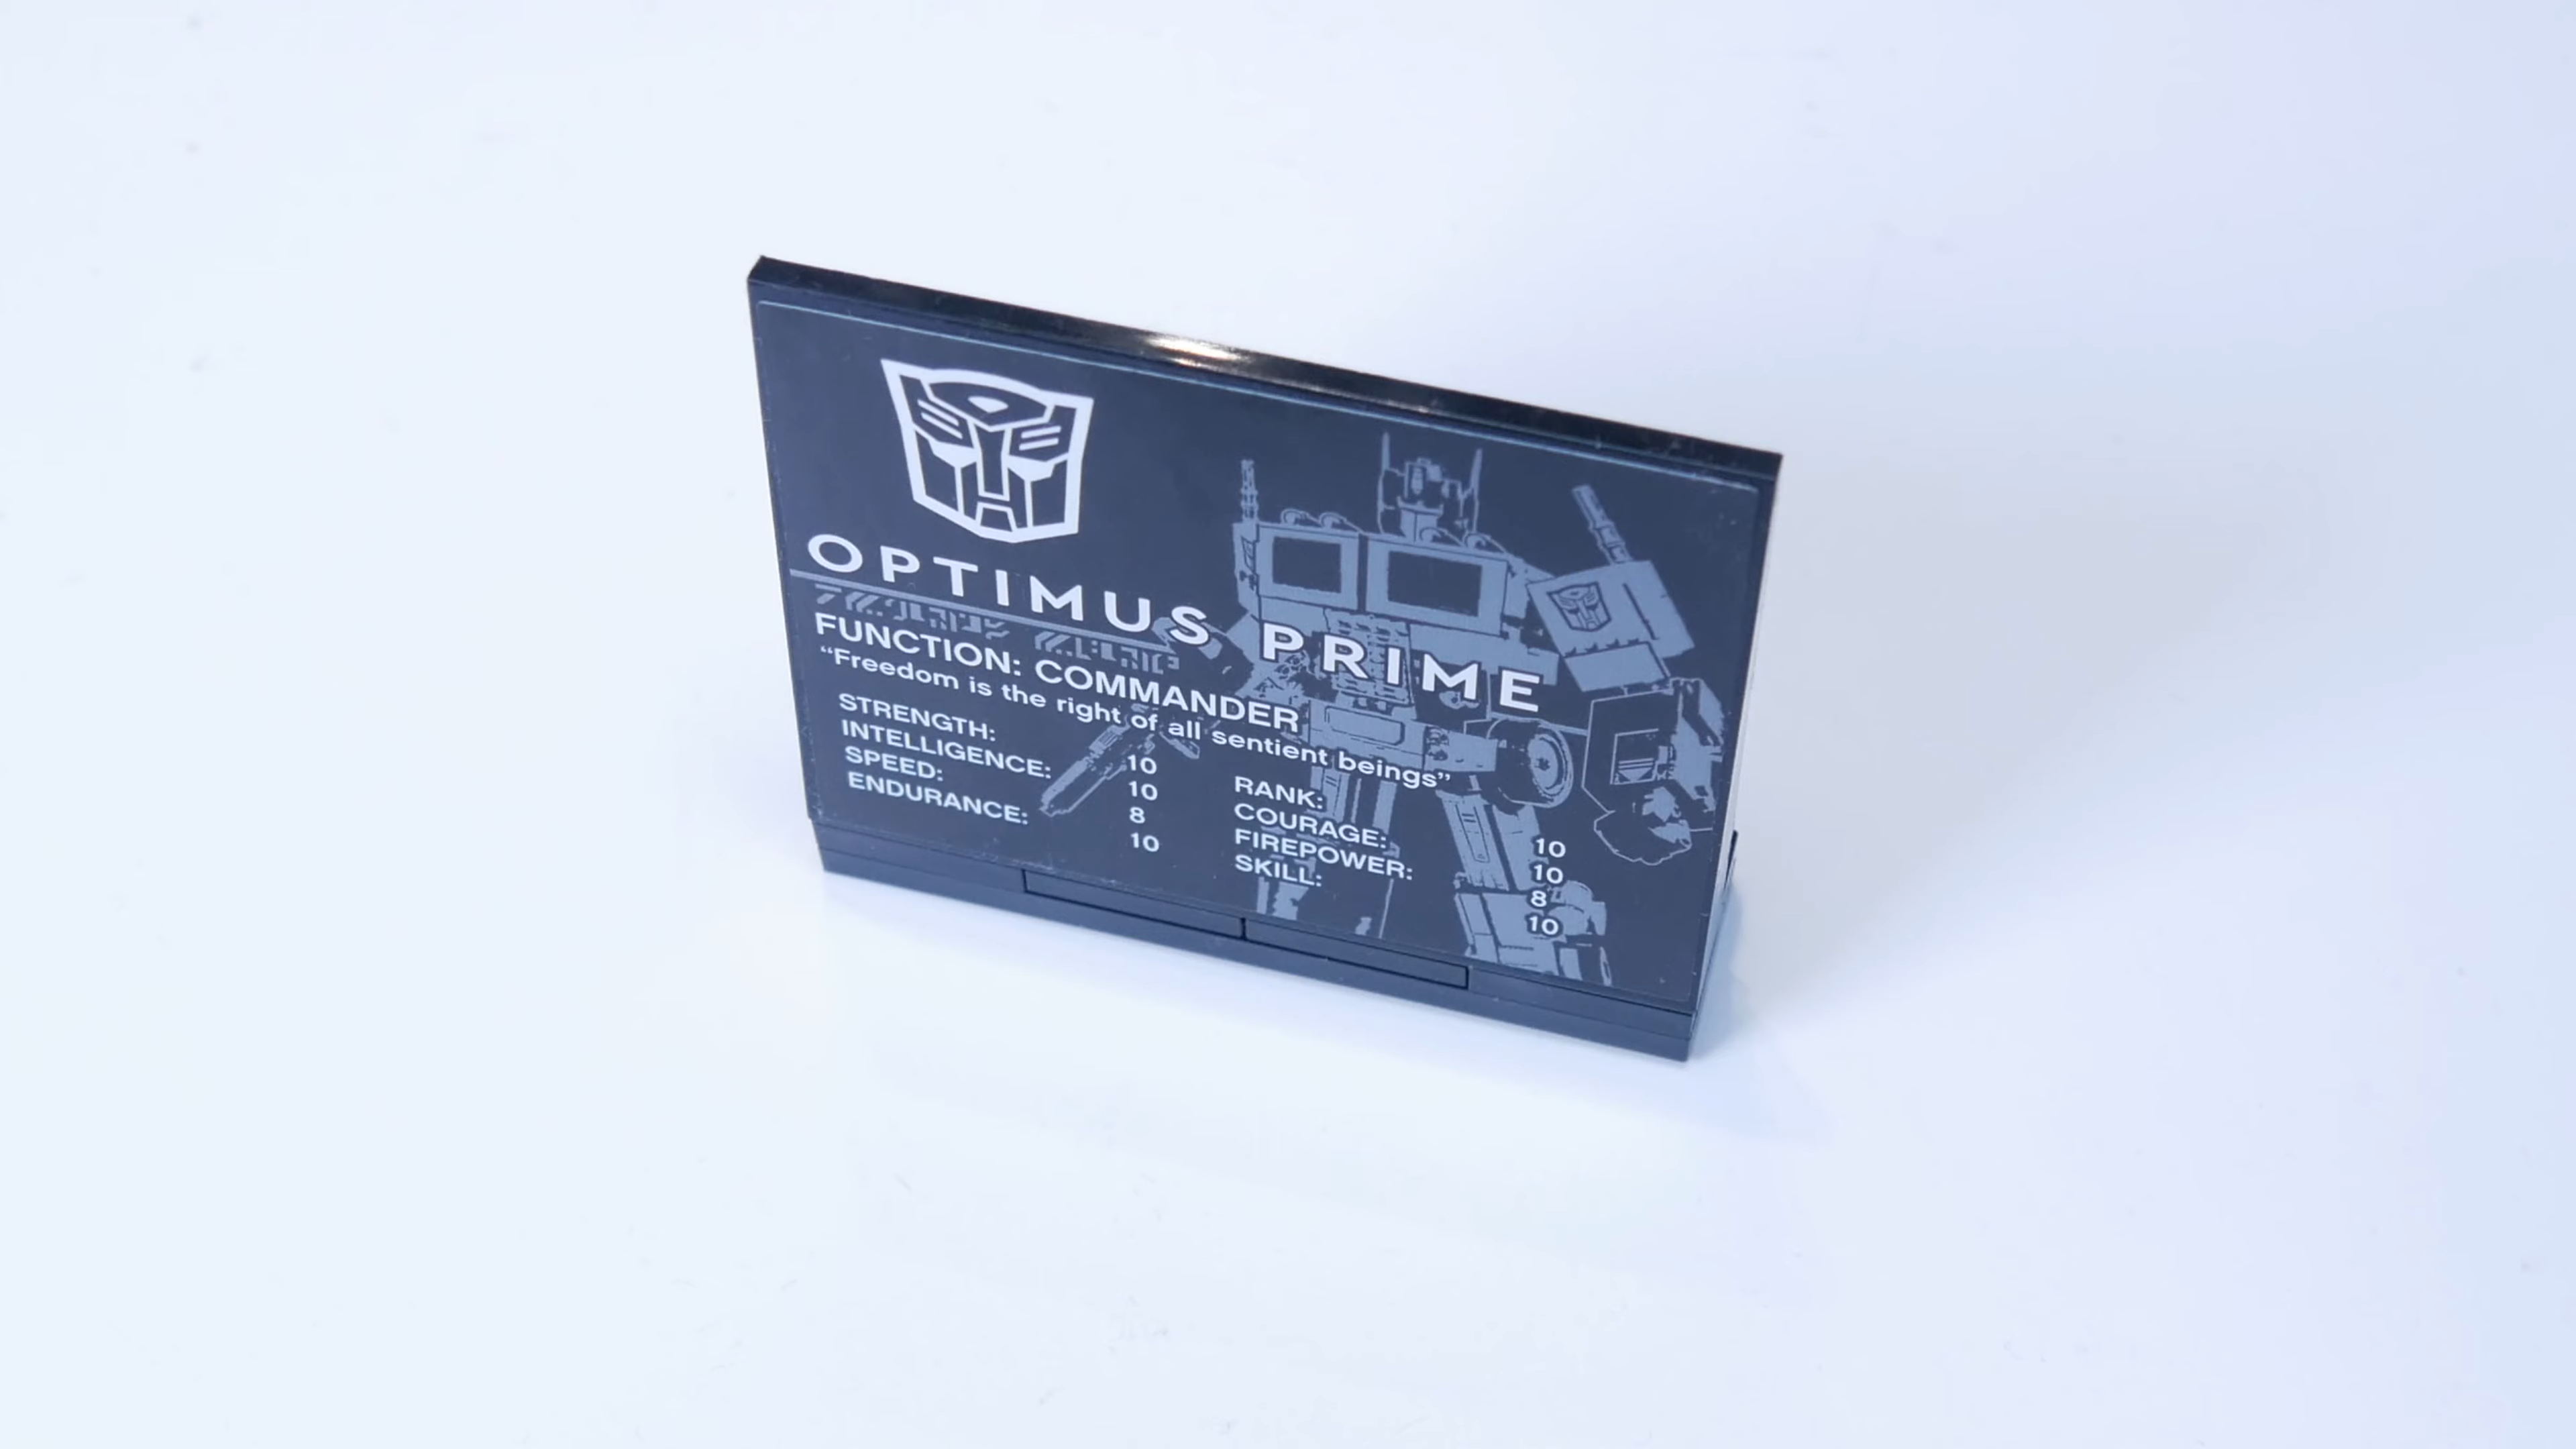 OPTIMUS PRIME
FUNCTION: COMMANDER
“Freedom is the right of all sentient beings”
STRENGTH: 10
INTELLIGENCE: 10
SPEED: 8
ENDURANCE: 10
RANK: 10
COURAGE: 10
FIREPOWER: 8
SKILL: 10